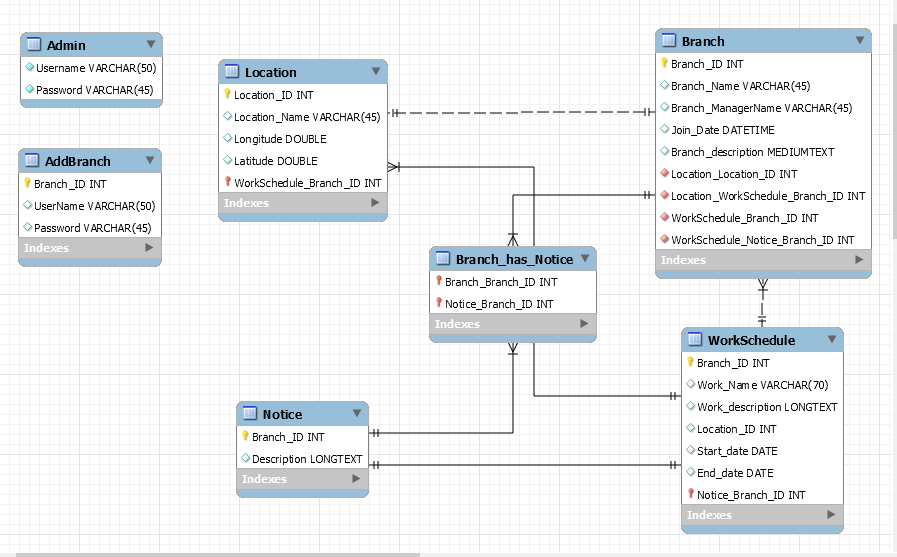 Admin
Username VARCHAR(50)
Password VARCHAR(45)
AddBranch
Branch_ID INT
UserName VARCHAR(50)
Password VARCHAR(45)
Indexes
Location
Location_ID INT
Location_Name VARCHAR(45)
Longitude DOUBLE
Latitude DOUBLE
WorkSchedule_Branch_ID INT
Indexes
Branch
Branch_ID INT
Branch_Name VARCHAR(45)
Branch_ManagerName VARCHAR(45)
Join_Date DATETIME
Branch_description MEDIUMTEXT
Location_Location_ID INT
Location_WorkSchedule_Branch_ID INT
WorkSchedule_Branch_ID INT
WorkSchedule_Notice_Branch_ID INT
Indexes
Branch_has_Notice
Branch_Branch_ID INT
Notice_Branch_ID INT
Indexes
Notice
Branch_ID INT
Description LONGTEXT
Indexes
WorkSchedule
Branch_ID INT
Work_Name VARCHAR(70)
Work_description LONGTEXT
Location_ID INT
Start_date DATE
End_date DATE
Notice_Branch_ID INT
Indexes